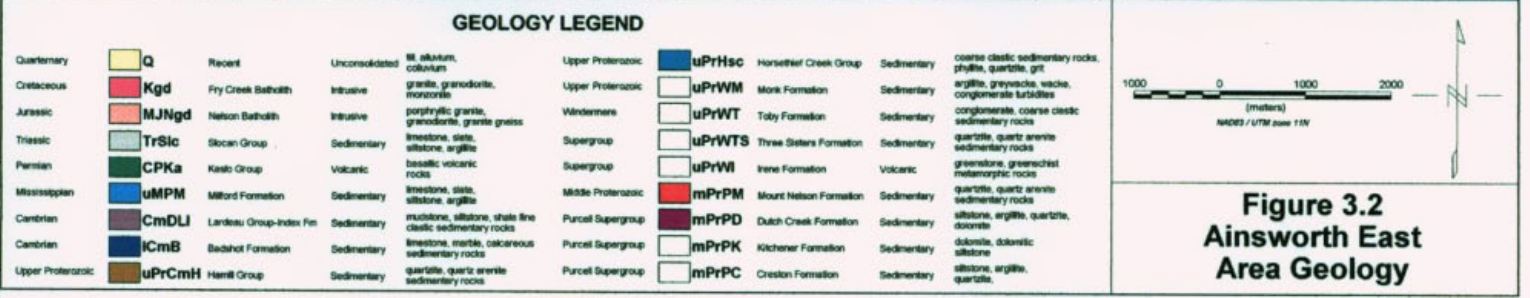 GEOLOGY LEGEND
Quarternary Q Recent Unconsolidated till, alluvium,
colluvium
Cretaceous Kgd Fry Creek Batholith Intrusive granite, granodiorite,
monzonite
Jurassic MJNgd Nelson Batholith Intrusive porphyritic granite,
granodiorite, granite gneiss
Triassic TrSlc Slocan Group Sedimentary limestone, slate,
siltstone, argillite
Permian CPKa Kaslo Group Volcanic basaltic volcanic
rocks
Mississippian uMPM Milford Formation Sedimentary limestone, slate,
siltstone, argillite
Cambrian CmDLI Lardeau Group-Index Fm Sedimentary mudstone, siltstone, shale fine
clastic sedimentary rocks
Cambrian lCmB Badshot Formation Sedimentary limestone, marble, calcareous
sedimentary rocks
Upper Proterozoic uPrCmH Hamill Group Sedimentary quartzite, quartz arenite
sedimentary rocks
Upper Proterozoic uPrHsc Horsethief Creek Group Sedimentary coarse clastic sedimentary rocks,
phyllite, quartzite, grit
Upper Proterozoic uPrWM Monk Formation Sedimentary argillite, greywacke, wacke,
conglomerate turbidites
Windermere uPrWT Toby Formation Sedimentary conglomerate, coarse clastic
sedimentary rocks
Supergroup uPrWTS Three Sisters Formation Sedimentary quartzite, quartz arenite
sedimentary rocks
Supergroup uPrWI Irene Formation Volcanic greenstone, greenschist
metamorphic rocks
Middle Proterozoic mPrPM Mount Nelson Formation Sedimentary quartzite, quartz arenite
sedimentary rocks
Purcell Supergroup mPrPD Dutch Creek Formation Sedimentary siltstone, argillite, quartzite,
dolomite
Purcell Supergroup mPrPK Kitchener Formation Sedimentary dolomite, dolomitic
siltstone
Purcell Supergroup mPrPC Creston Formation Sedimentary siltstone, argillite,
quartzite,
1000 0 1000 2000
(meters)
NAD83 / UTM zone 11N
N
Figure 3.2
Ainsworth East
Area Geology